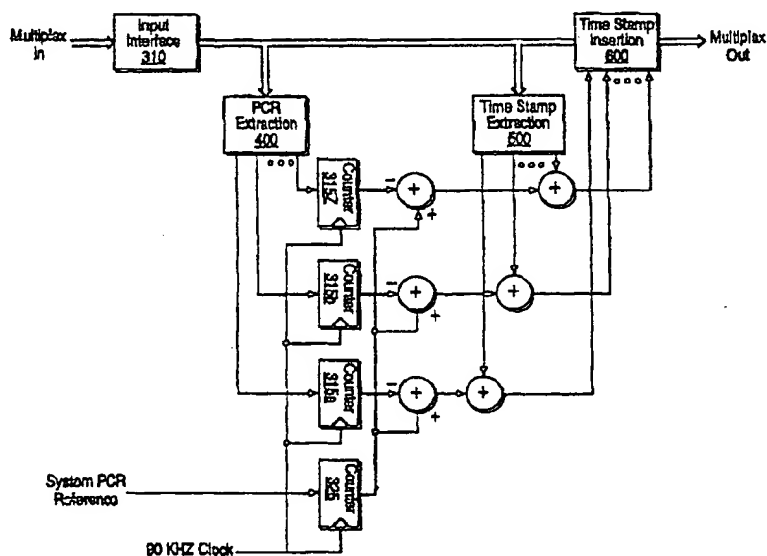 Multiplex
In
Input
Interface
310
Time Stamp
Insertion
600
Multiplex
Out
PCR
Extraction
400
Time Stamp
Extraction
500
Counter
315Z
− + +
Counter
315b
− + +
Counter
315a
− + +
System PCR
Reference
Counter
325
90 KHZ Clock